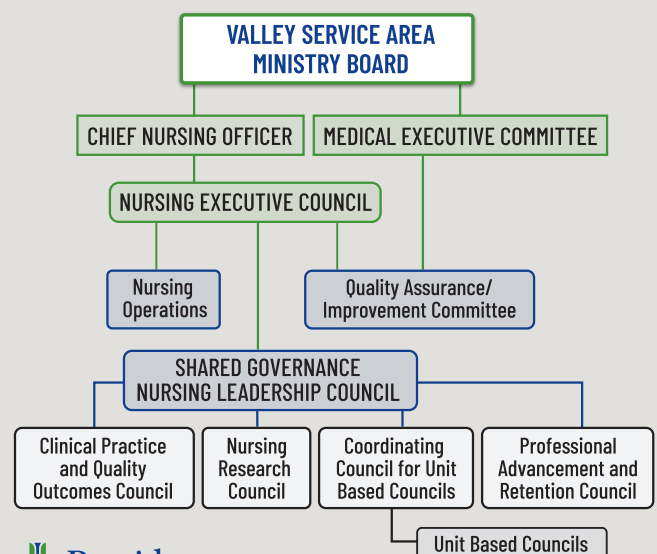 VALLEY SERVICE AREA
MINISTRY BOARD
CHIEF NURSING OFFICER
MEDICAL EXECUTIVE COMMITTEE
NURSING EXECUTIVE COUNCIL
Nursing
Operations
Quality Assurance/
Improvement Committee
SHARED GOVERNANCE
NURSING LEADERSHIP COUNCIL
Clinical Practice
and Quality
Outcomes Council
Nursing
Research
Council
Coordinating
Council for Unit
Based Councils
Professional
Advancement and
Retention Council
Unit Based Councils